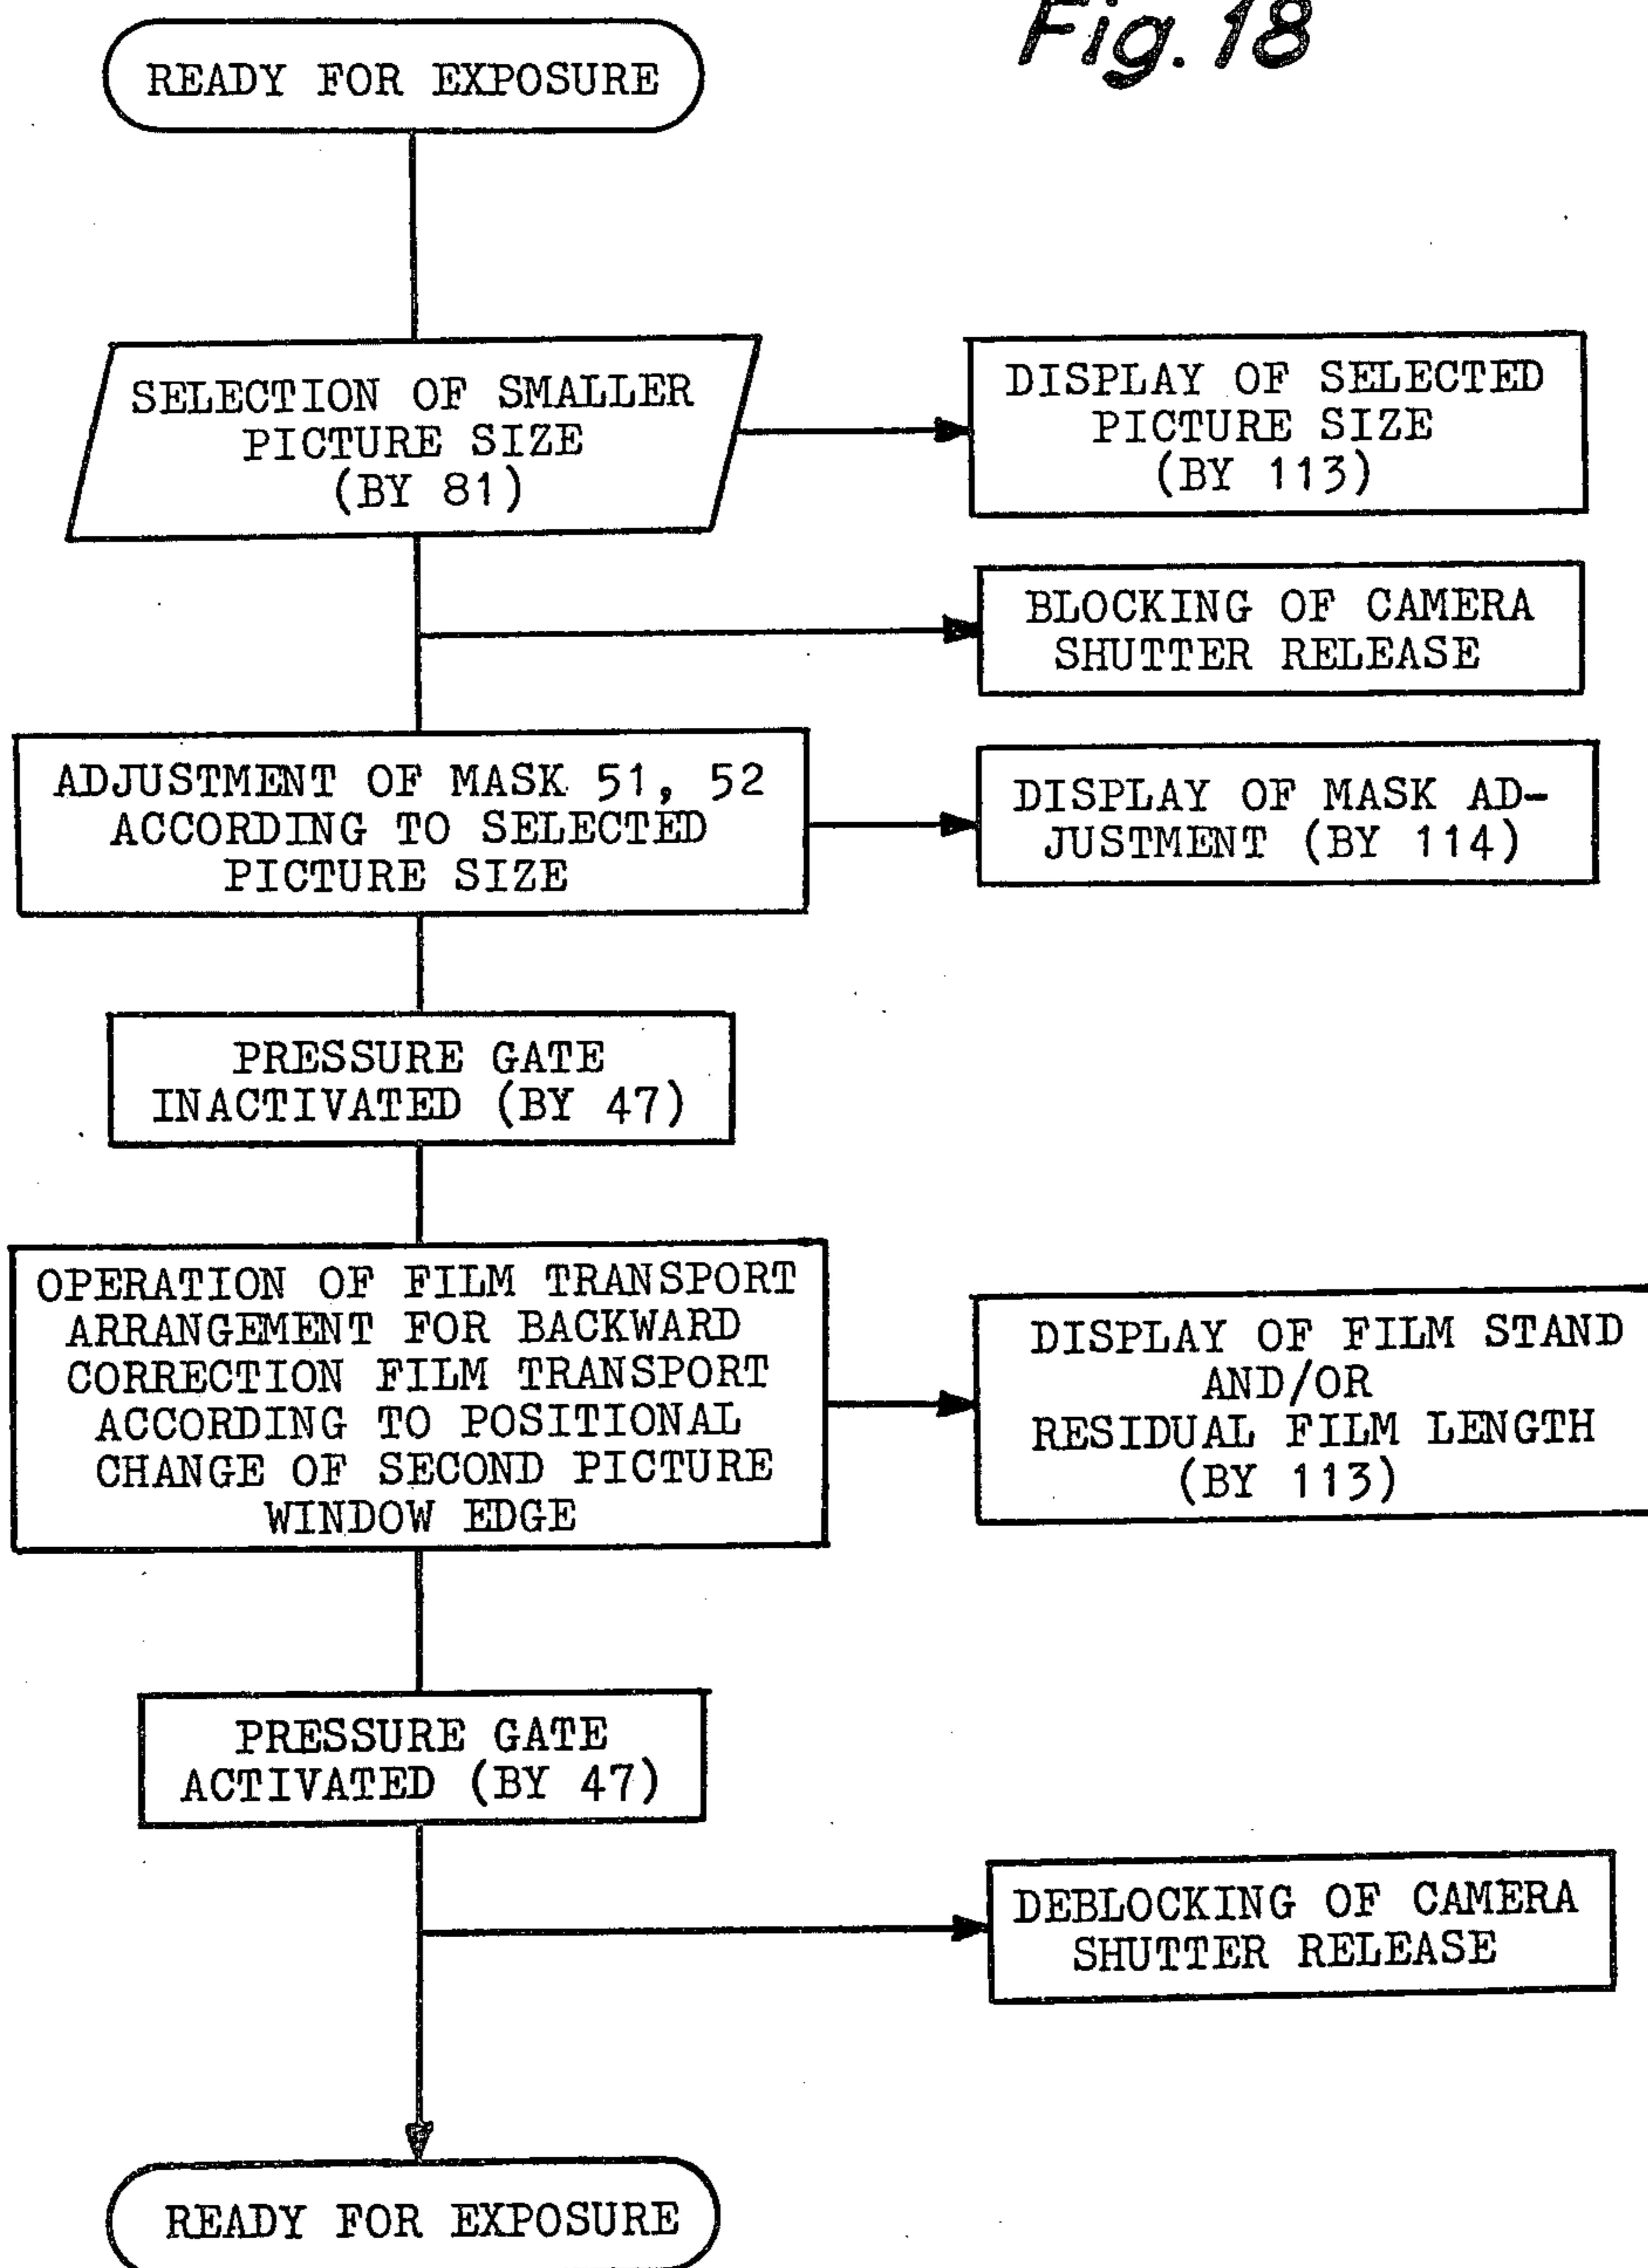 Fig. 18
READY FOR EXPOSURE
SELECTION OF SMALLER
PICTURE SIZE
(BY 81)
DISPLAY OF SELECTED
PICTURE SIZE
(BY 113)
BLOCKING OF CAMERA
SHUTTER RELEASE
ADJUSTMENT OF MASK 51, 52
ACCORDING TO SELECTED
PICTURE SIZE
DISPLAY OF MASK AD-
JUSTMENT (BY 114)
PRESSURE GATE
INACTIVATED (BY 47)
OPERATION OF FILM TRANSPORT
ARRANGEMENT FOR BACKWARD
CORRECTION FILM TRANSPORT
ACCORDING TO POSITIONAL
CHANGE OF SECOND PICTURE
WINDOW EDGE
DISPLAY OF FILM STAND
AND/OR
RESIDUAL FILM LENGTH
(BY 113)
PRESSURE GATE
ACTIVATED (BY 47)
DEBLOCKING OF CAMERA
SHUTTER RELEASE
READY FOR EXPOSURE